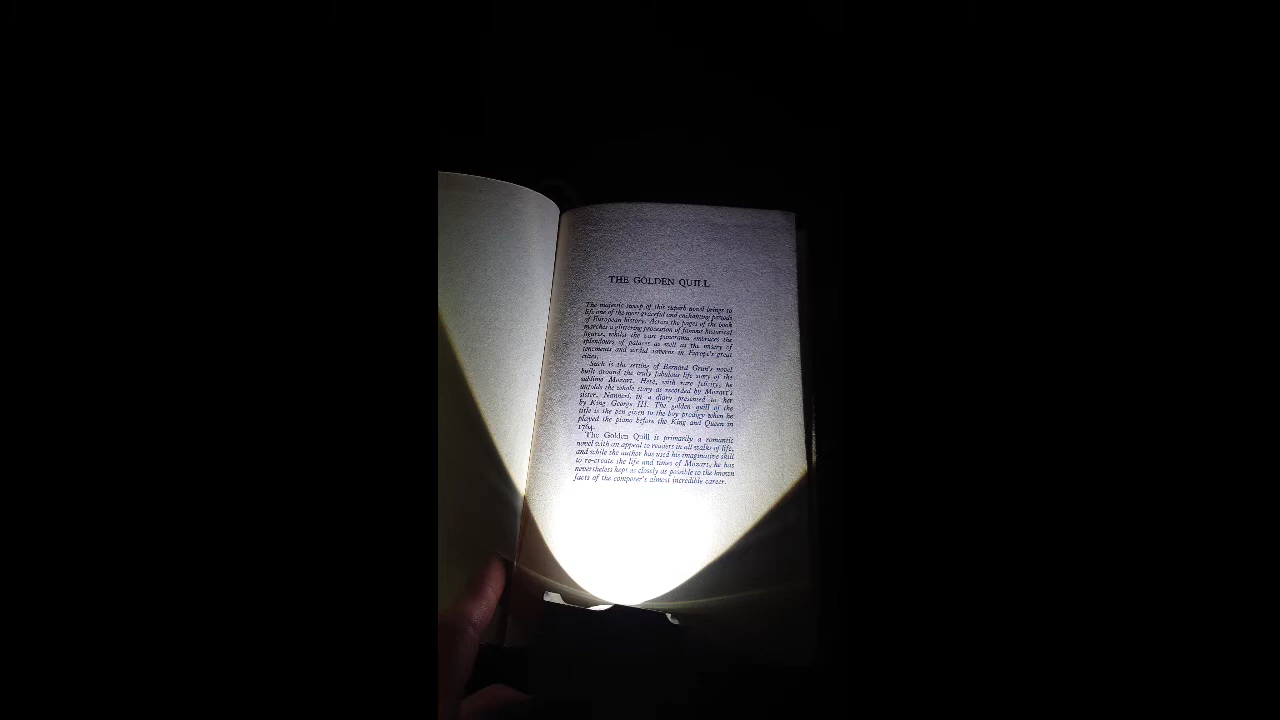 THE GOLDEN QUILL
The majestic sweep of this superb novel brings to
life one of the most graceful and enchanting periods
of European history. Across the pages of the book
marches a glittering procession of famous historical
figures, whilst the vast panorama embraces the
splendours of palaces as well as the misery of
tenements and sordid taverns in Europe's great
cities.
Such is the setting of Bernard Grun's novel
built around the truly fabulous life story of the
sublime Mozart. Here, with rare felicity, he
unfolds the whole story as recorded by Mozart's
sister, Nannerl, in a diary presented to her
by King George III. The golden quill of the
title is the pen given to the boy prodigy when he
played the piano before the King and Queen in
1764.
The Golden Quill is primarily a romantic
novel with an appeal to readers in all walks of life,
and while the author has used his imaginative skill
to re-create the life and times of Mozart, he has
nevertheless kept as closely as possible to the known
facts of the composer's almost incredible career.